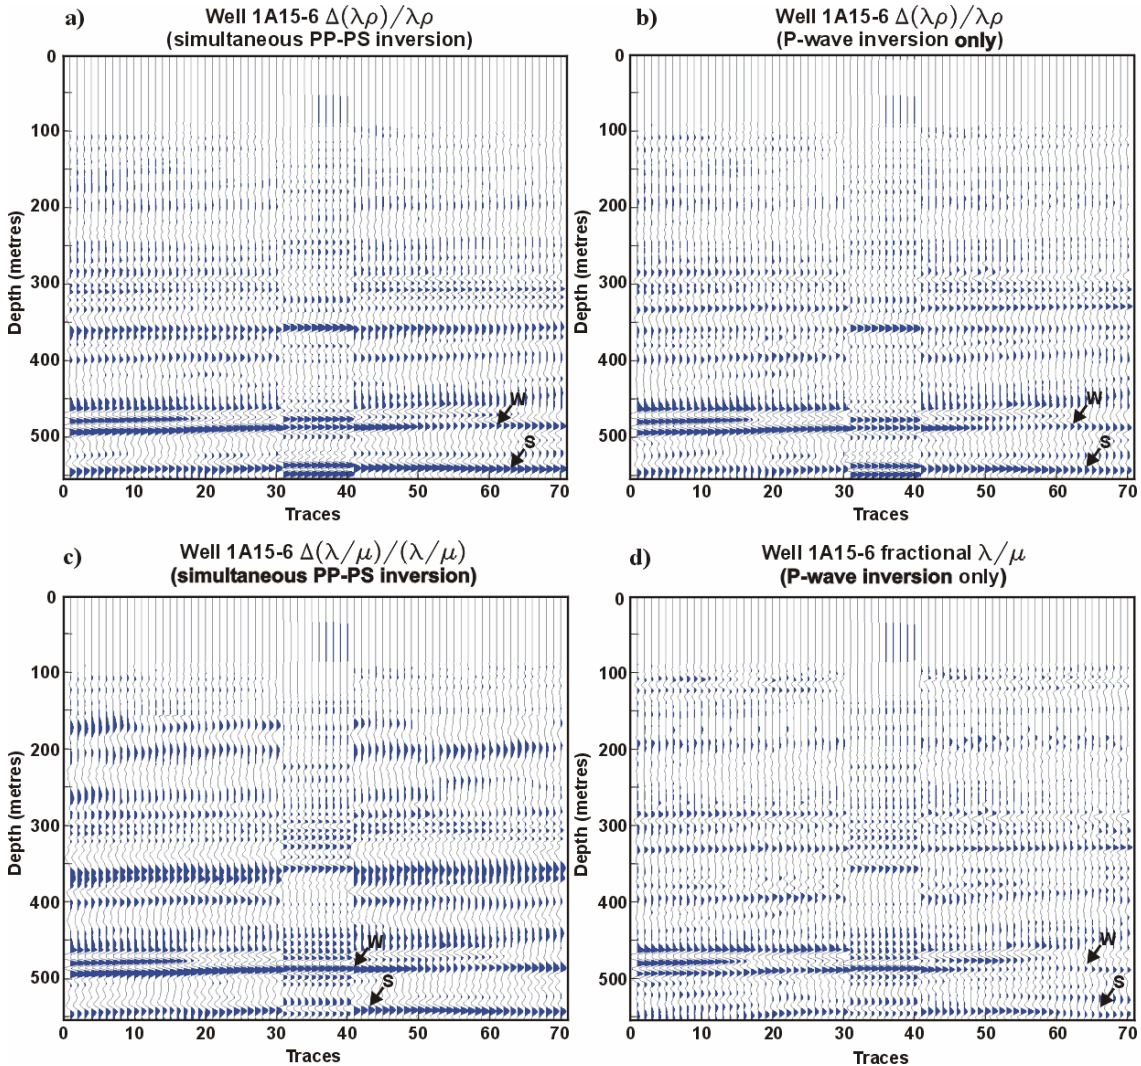 a)
Well 1A15-6 Δ(λρ)/λρ
(simultaneous PP-PS inversion)
0
100
200
300
400
500
Depth (metres)
W
S
0 10 20 30 40 50 60 70
Traces
b)
Well 1A15-6 Δ(λρ)/λρ
(P-wave inversion only)
0
100
200
300
400
500
Depth (metres)
W
S
0 10 20 30 40 50 60 70
Traces
c)
Well 1A15-6 Δ(λ/μ)/(λ/μ)
(simultaneous PP-PS inversion)
0
100
200
300
400
500
Depth (metres)
W
S
0 10 20 30 40 50 60 70
Traces
d)
Well 1A15-6 fractional λ/μ
(P-wave inversion only)
0
100
200
300
400
500
Depth (metres)
W
S
0 10 20 30 40 50 60 70
Traces